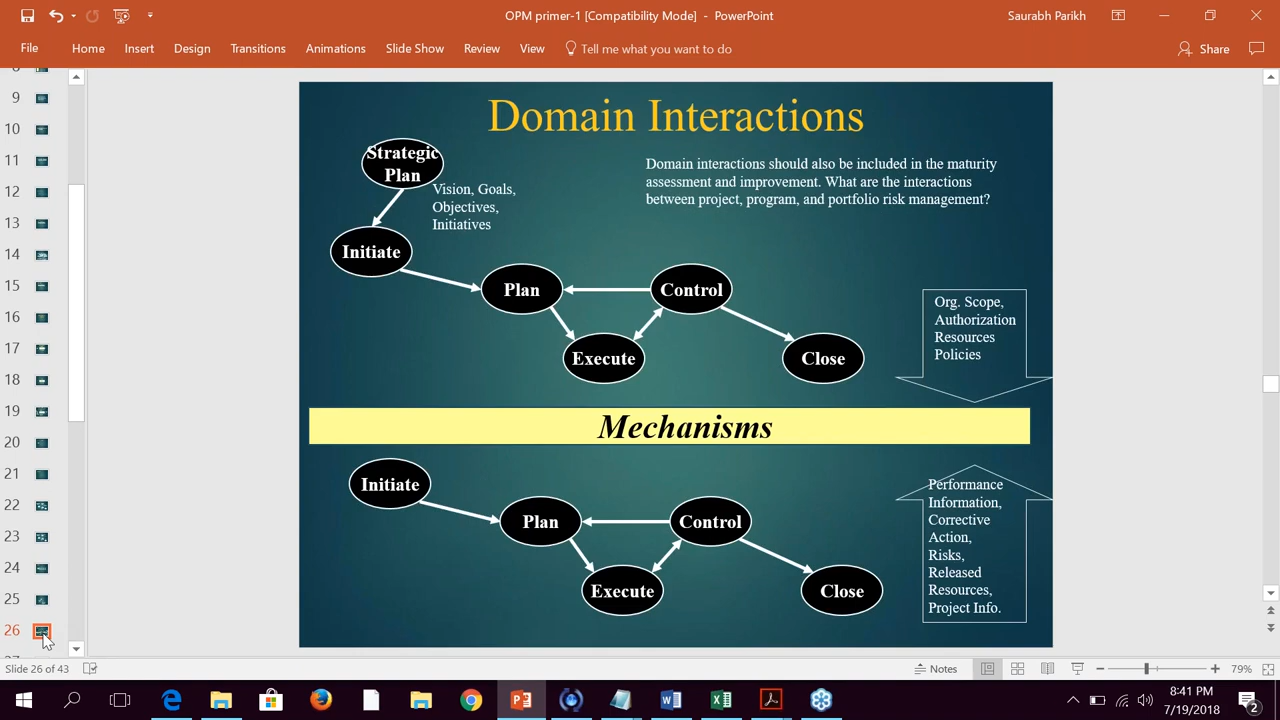 OPM primer-1 [Compatibility Mode] - PowerPoint
Saurabh Parikh
File Home Insert Design Transitions Animations Slide Show Review View Tell me what you want to do Share
9
10
11
12
13
14
15
16
17
18
19
20
21
22
23
24
25
26
Domain Interactions
Strategic
Plan
Vision, Goals,
Objectives,
Initiatives
Domain interactions should also be included in the maturity
assessment and improvement. What are the interactions
between project, program, and portfolio risk management?
Initiate
Plan
Control
Execute
Close
Org. Scope,
Authorization
Resources
Policies
Mechanisms
Initiate
Plan
Control
Execute
Close
Performance
Information,
Corrective
Action,
Risks,
Released
Resources,
Project Info.
Slide 26 of 43
Notes
79%
8:41 PM
7/19/2018
2